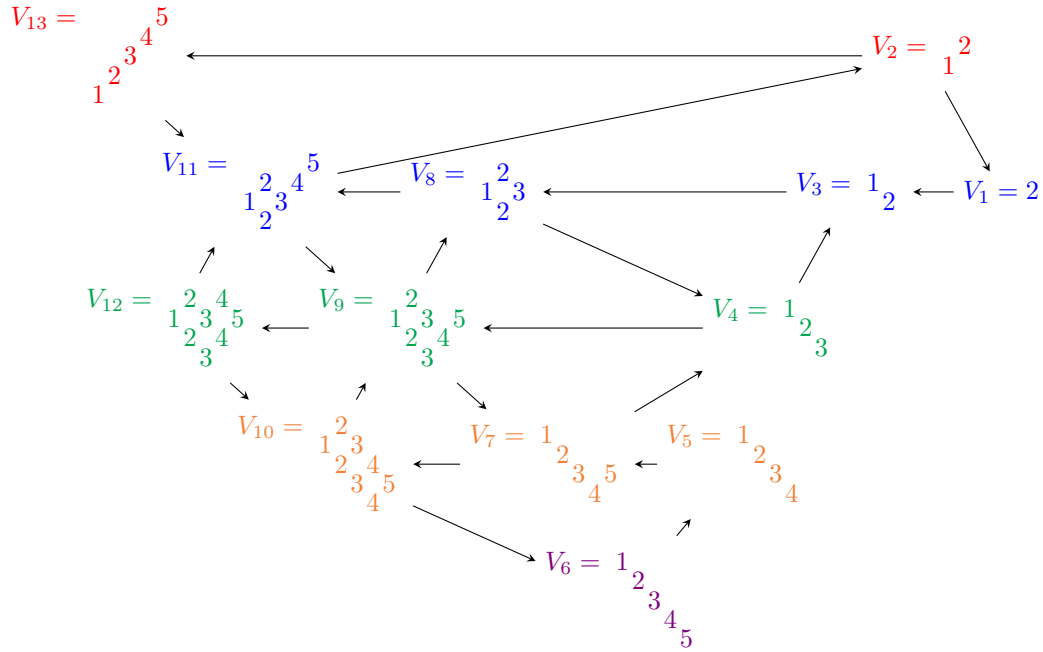 V13 = 1 2 3 4 5
V2 = 1 2
V11 = 1 2 2 3 4 5
V8 = 1 2 2 3
V3 = 1 2
V1 = 2
V12 = 1 2 2 3 3 4 4 5
V9 = 1 2 2 3 3 4 5
V4 = 1 2 3
V10 = 1 2 2 3 3 4 4 5
V7 = 1 2 3 4 5
V5 = 1 2 3 4
V6 = 1 2 3 4 5